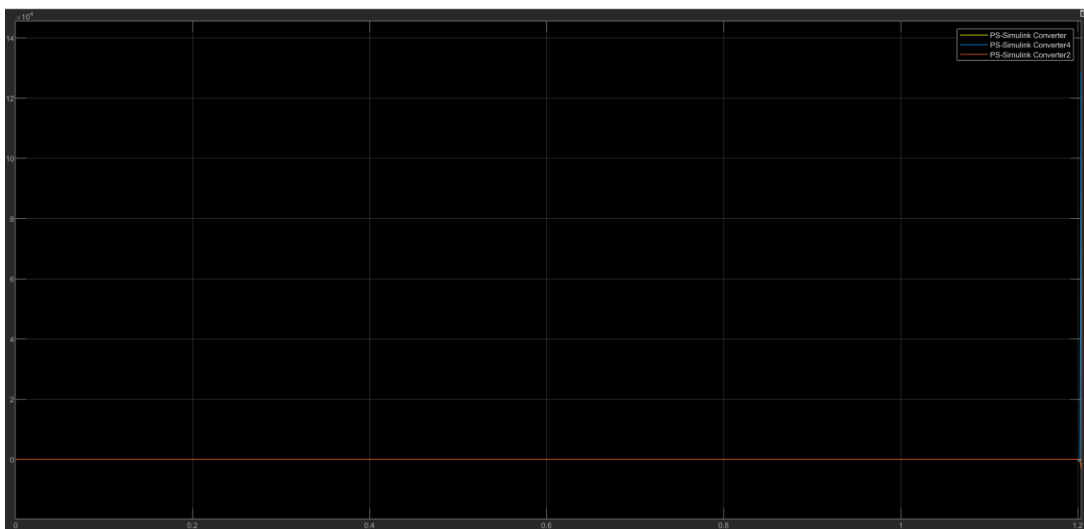 ×10⁴
14
PS-Simulink Converter
PS-Simulink Converter4
PS-Simulink Converter2
12
10
8
6
4
2
0
0 0.2 0.4 0.6 0.8 1 1.2